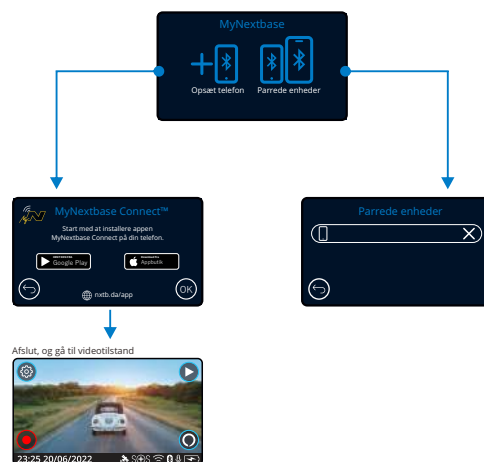 MyNextbase
Opsæt telefon
Parrede enheder
MyNextbase Connect™
Start med at installere appen
MyNextbase Connect på din telefon.
Google Play
Appbutik
nxtb.da/app
OK
Parrede enheder
Afslut, og gå til videotilstand
23:25 20/06/2022
SOS